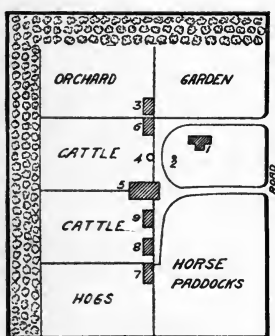 ORCHARD GARDEN
3
6
CATTLE 4 2 1
5 ROAD
CATTLE 9
8
7 HORSE
PADDOCKS
HOGS